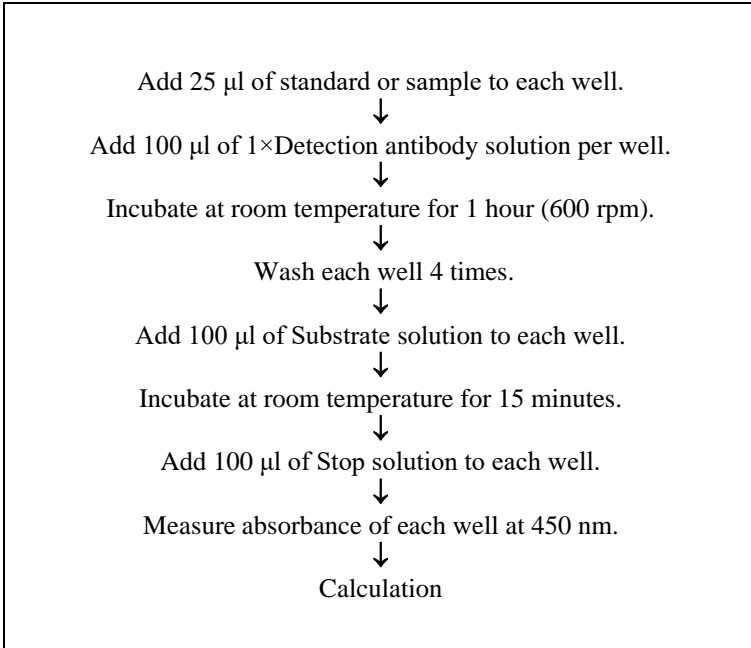 Add 25 μl of standard or sample to each well.
↓
Add 100 μl of 1×Detection antibody solution per well.
↓
Incubate at room temperature for 1 hour (600 rpm).
↓
Wash each well 4 times.
↓
Add 100 μl of Substrate solution to each well.
↓
Incubate at room temperature for 15 minutes.
↓
Add 100 μl of Stop solution to each well.
↓
Measure absorbance of each well at 450 nm.
↓
Calculation